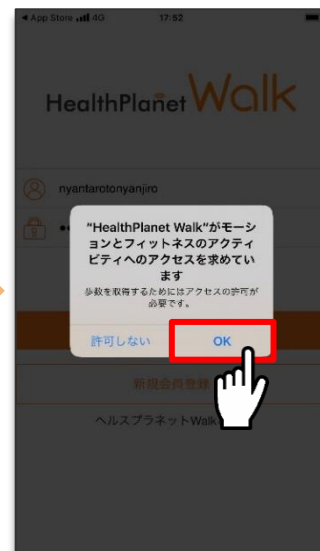 ◀ App Store 4G 17:52
HealthPlanet Walk
nyantarotonyanjiro
"HealthPlanet Walk"がモーシ
ョンとフィットネスのアクティ
ビティへのアクセスを求めてい
ます
歩数を取得するためにはアクセスの許可が
必要です。
許可しない OK
新規会員登録
ヘルスプラネットWalk